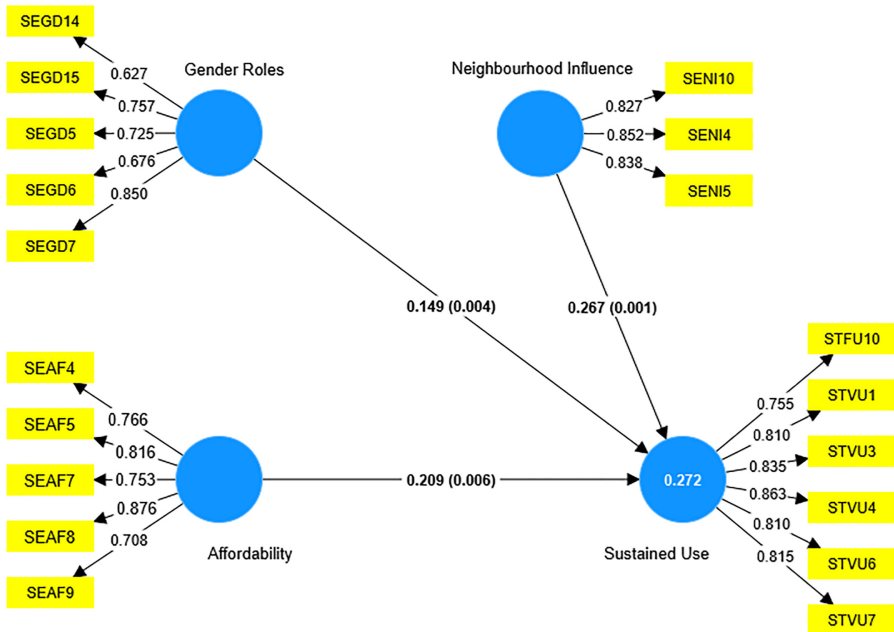 SEGD14
SEGD15
SEGD5
SEGD6
SEGD7
0.627
0.757
0.725
0.676
0.850
Gender Roles
Neighbourhood Influence
0.827
0.852
0.838
SENI10
SENI4
SENI5
0.149 (0.004)
0.267 (0.001)
SEAF4
SEAF5
SEAF7
SEAF8
SEAF9
0.766
0.816
0.753
0.876
0.708
Affordability
0.209 (0.006)
0.272
Sustained Use
0.755
0.810
0.835
0.863
0.810
0.815
STFU10
STVU1
STVU3
STVU4
STVU6
STVU7